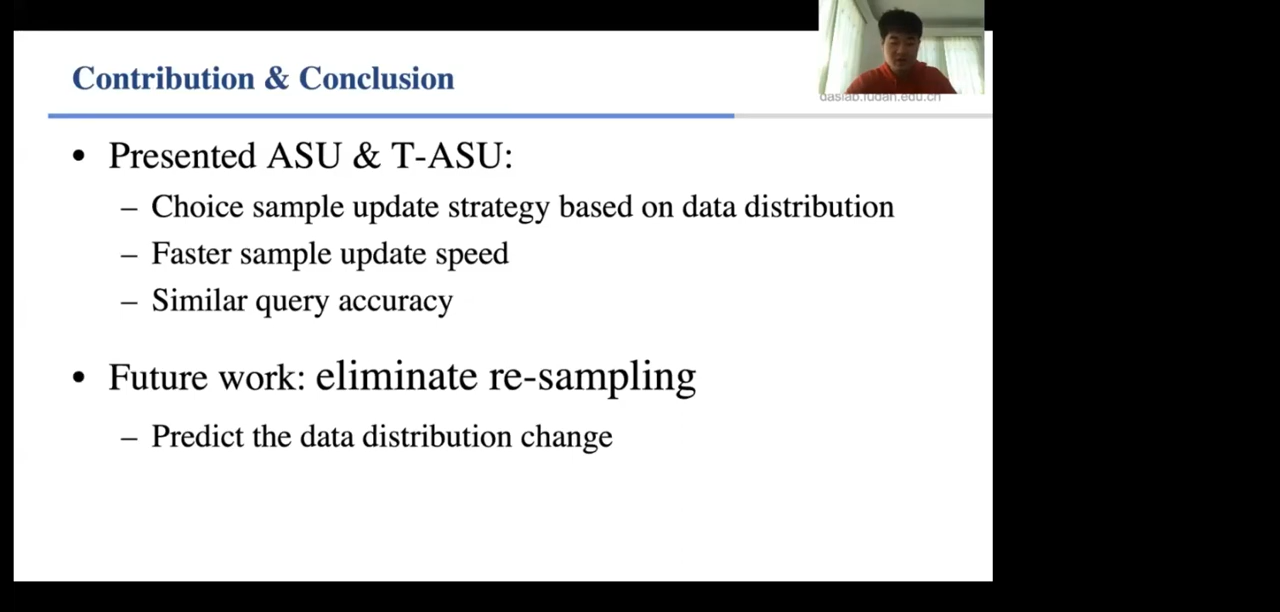 Contribution & Conclusion
daslab.fudan.edu.cn
• Presented ASU & T-ASU:
– Choice sample update strategy based on data distribution
– Faster sample update speed
– Similar query accuracy
• Future work: eliminate re-sampling
– Predict the data distribution change